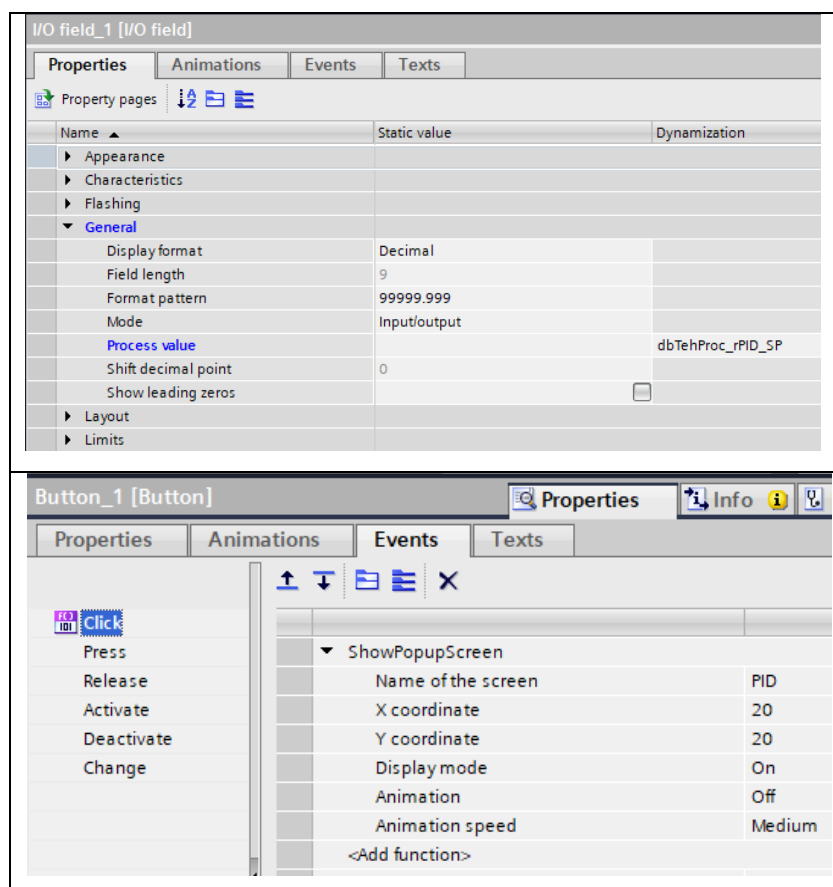 I/O field_1 [I/O field]
Properties Animations Events Texts
Property pages
Name Static value Dynamization
Appearance
Characteristics
Flashing
General
Display format Decimal
Field length 9
Format pattern 99999.999
Mode Input/output
Process value dbTehProc_rPID_SP
Shift decimal point 0
Show leading zeros
Layout
Limits
Button_1 [Button] Properties Info
Properties Animations Events Texts
Click
Press
Release
Activate
Deactivate
Change
ShowPopupScreen
Name of the screen PID
X coordinate 20
Y coordinate 20
Display mode On
Animation Off
Animation speed Medium
<Add function>